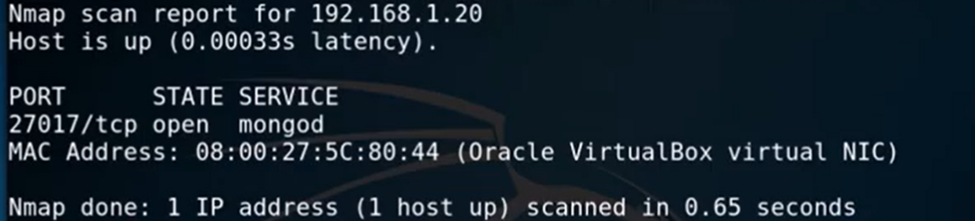 Nmap scan report for 192.168.1.20
Host is up (0.00033s latency).
PORT      STATE SERVICE
27017/tcp open  mongod
MAC Address: 08:00:27:5C:80:44 (Oracle VirtualBox virtual NIC)
Nmap done: 1 IP address (1 host up) scanned in 0.65 seconds